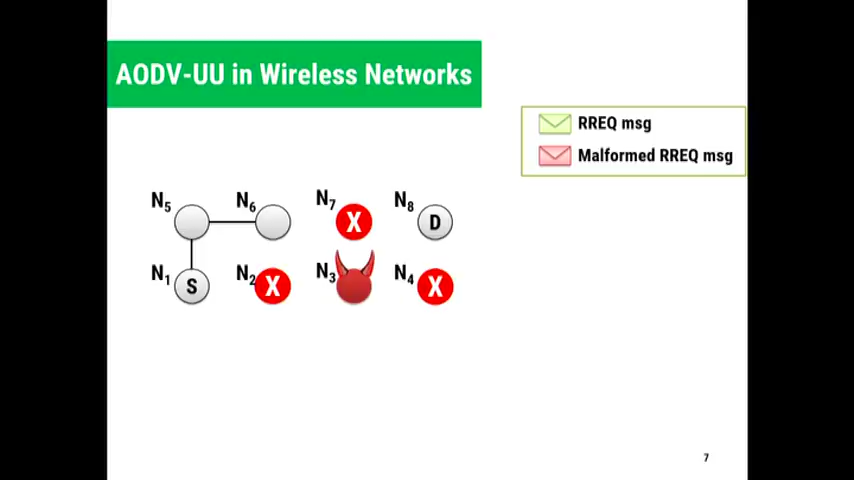 AODV-UU in Wireless Networks
RREQ msg
Malformed RREQ msg
N5 N6 N7 N8
X D
N1 S N2 X N3 N4 X
7